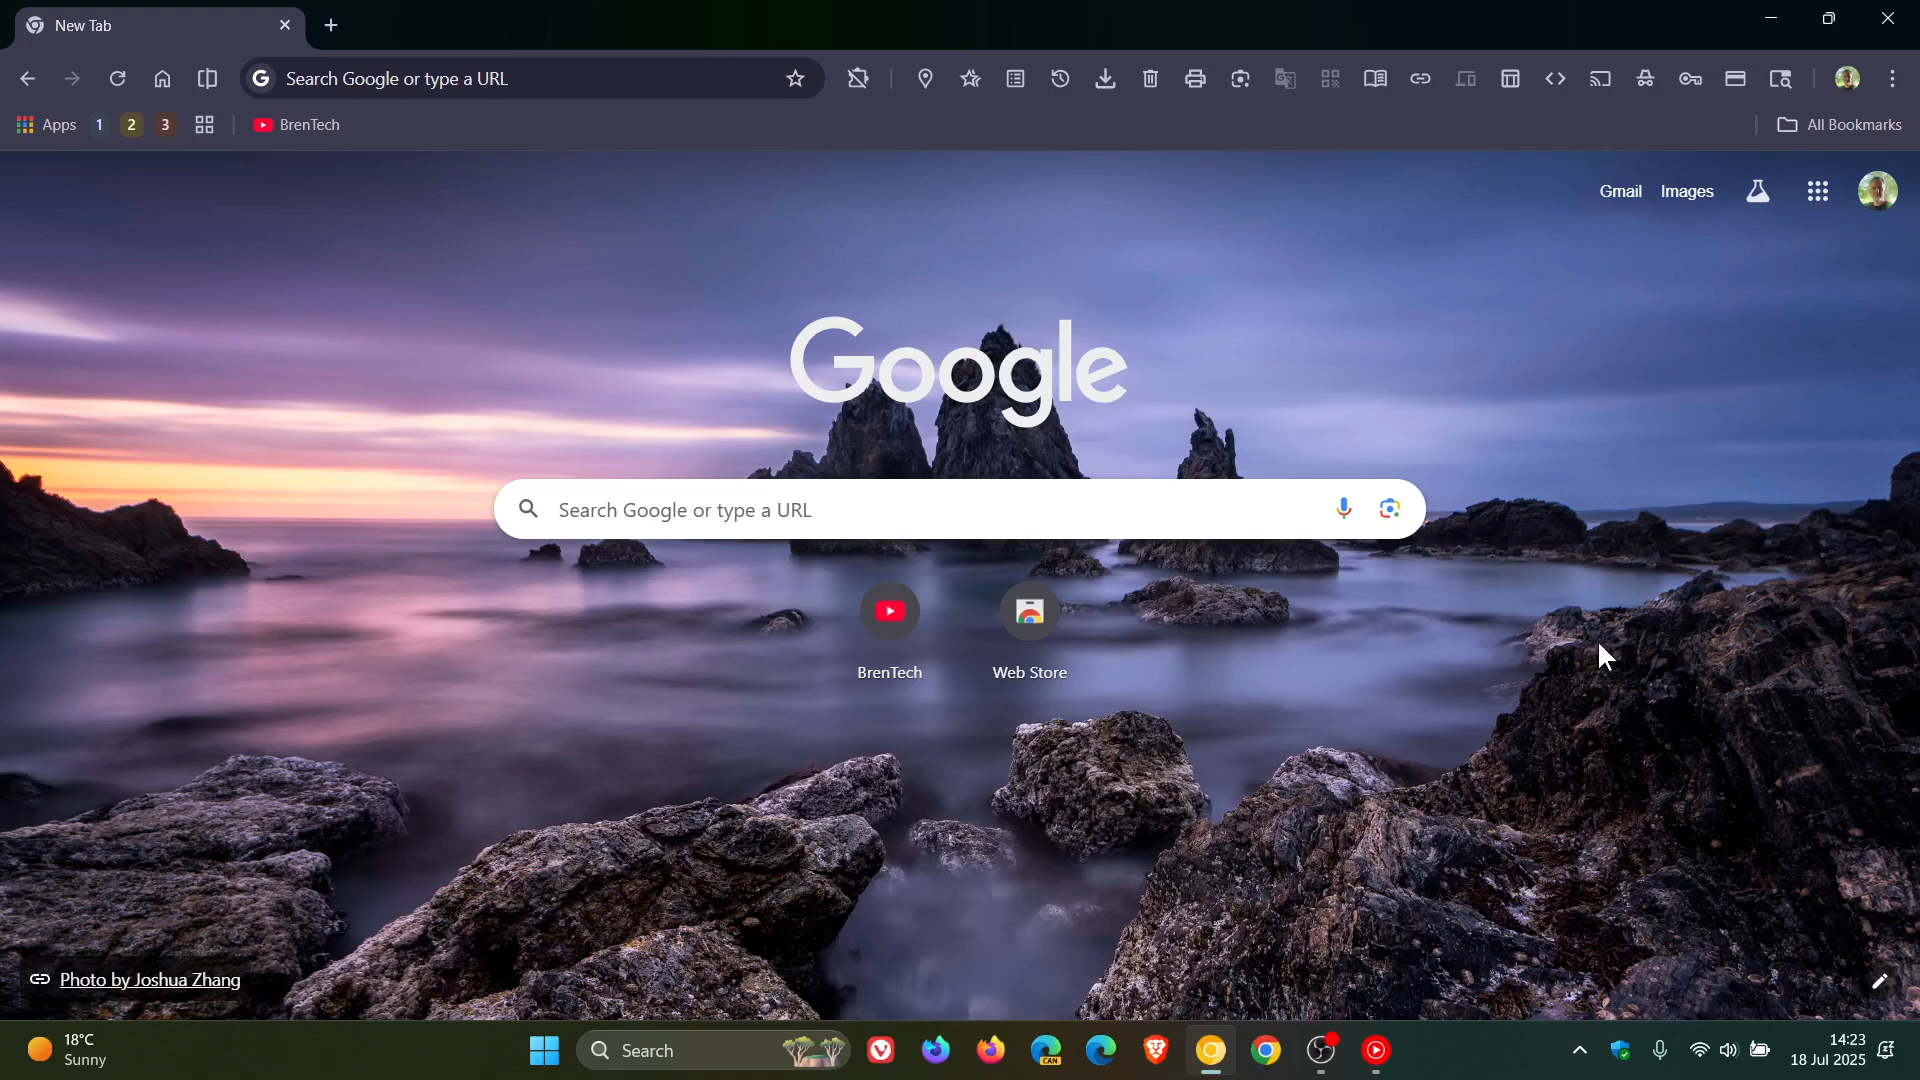 New Tab
Search Google or type a URL
Apps 1 2 3 BrenTech All Bookmarks
Gmail Images
Google
Search Google or type a URL
BrenTech Web Store
Photo by Joshua Zhang
18°C
Sunny
Search
CAN
14:23
18 Jul 2025